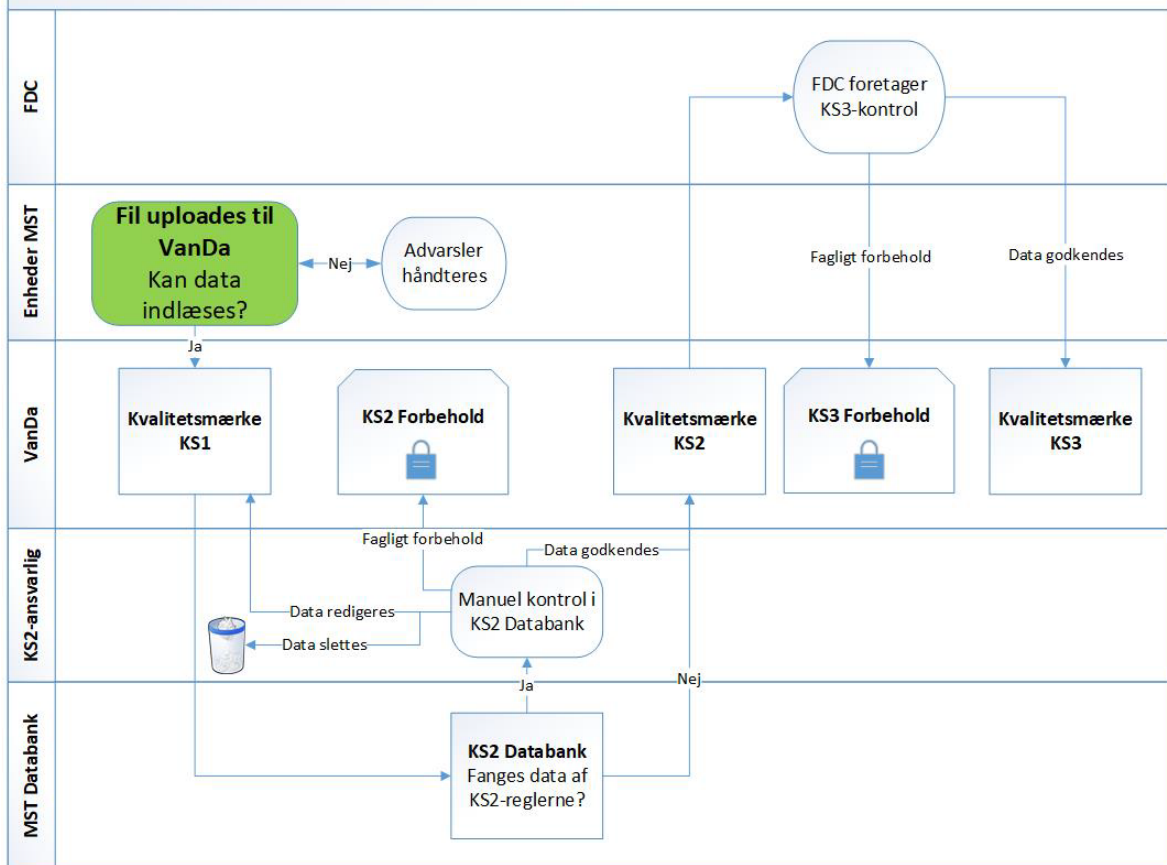 FDC
FDC foretager
KS3-kontrol
Enheder MST
Fil uploades til
VanDa
Kan data
indlæses?
Nej
Advarsler
håndteres
Fagligt forbehold
Data godkendes
Ja
VanDa
Kvalitetsmærke
KS1
KS2 Forbehold
Kvalitetsmærke
KS2
KS3 Forbehold
Kvalitetsmærke
KS3
KS2-ansvarlig
Fagligt forbehold
Data godkendes
Manuel kontrol i
KS2 Databank
Data redigeres
Data slettes
Ja
Nej
MST Databank
KS2 Databank
Fanges data af
KS2-reglerne?